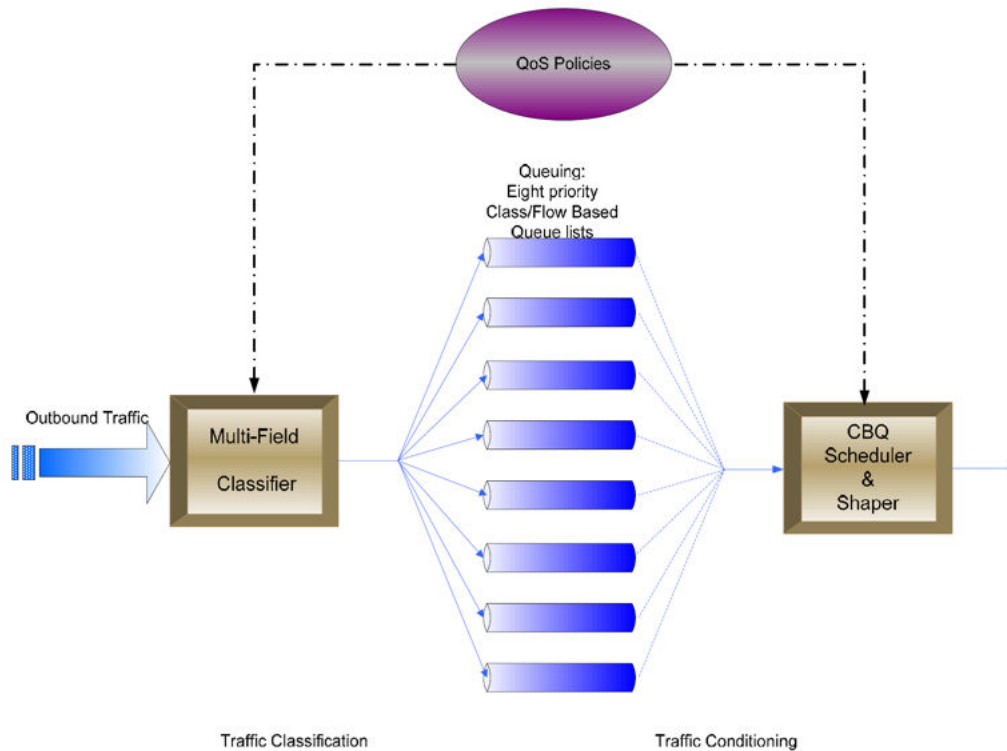 QoS Policies
Queuing:
Eight priority
Class/Flow Based
Queue lists
Outbound Traffic
Multi-Field
Classifier
CBQ
Scheduler
&
Shaper
Traffic Classification
Traffic Conditioning